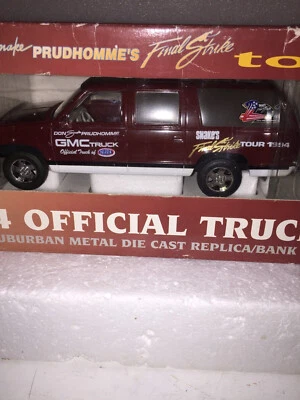 nake PRUDHOMME'S Final Strike to
DON Snake PRUDHOMME
GMC TRUCK
Official Truck of
SNAKE'S
Final Strike TOUR 1994
4 OFFICIAL TRUC
UBURBAN METAL DIE CAST REPLICA/BANK